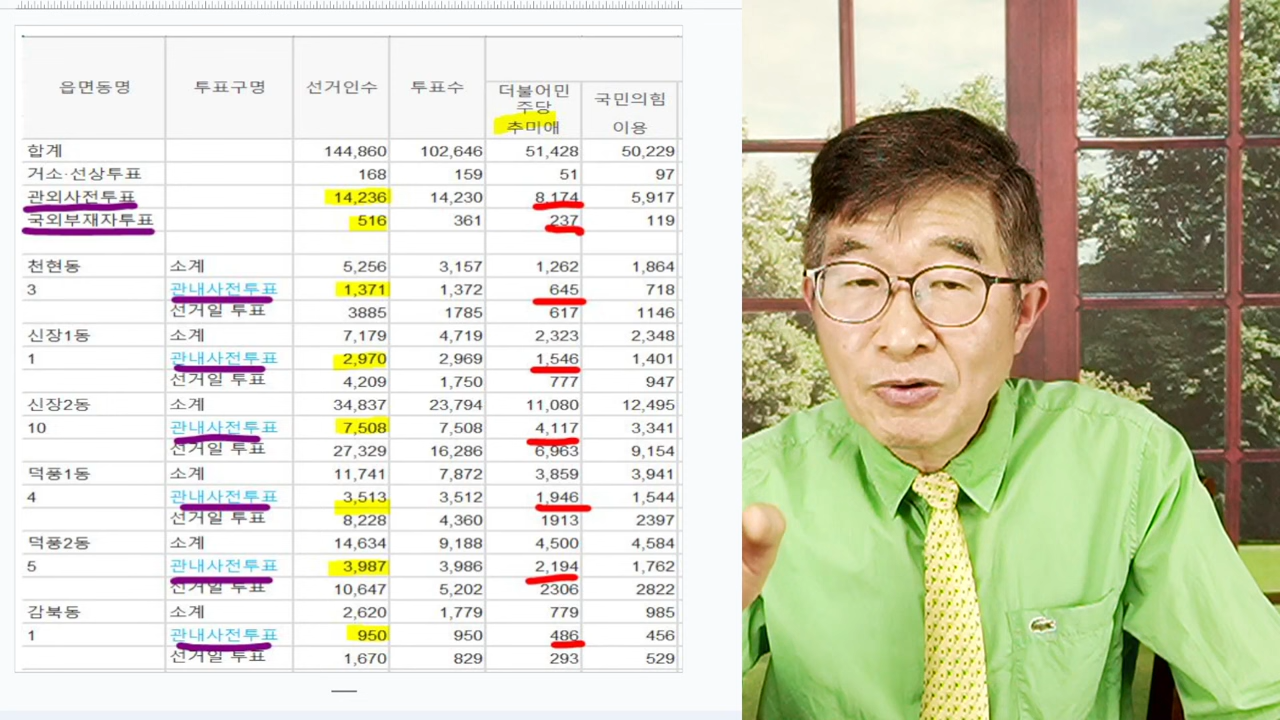 읍면동명 투표구명 선거인수 투표수 더불어민주당 추미애 국민의힘 이용
합계 144,860 102,646 51,428 50,229
거소·선상투표 168 159 51 97
관외사전투표 14,236 14,230 8,174 5,917
국외부재자투표 516 361 237 119
천현동 소계 5,256 3,157 1,262 1,864
3 관내사전투표 1,371 1,372 645 718
선거일 투표 3885 1785 617 1146
신장1동 소계 7,179 4,719 2,323 2,348
1 관내사전투표 2,970 2,969 1,546 1,401
선거일 투표 4,209 1,750 777 947
신장2동 소계 34,837 23,794 11,080 12,495
10 관내사전투표 7,508 7,508 4,117 3,341
선거일 투표 27,329 16,286 6,963 9,154
덕풍1동 소계 11,741 7,872 3,859 3,941
4 관내사전투표 3,513 3,512 1,946 1,544
선거일 투표 8,228 4,360 1913 2397
덕풍2동 소계 14,634 9,188 4,500 4,584
5 관내사전투표 3,987 3,986 2,194 1,762
선거일 투표 10,647 5,202 2306 2822
감북동 소계 2,620 1,779 779 985
1 관내사전투표 950 950 486 456
선거일 투표 1,670 829 293 529